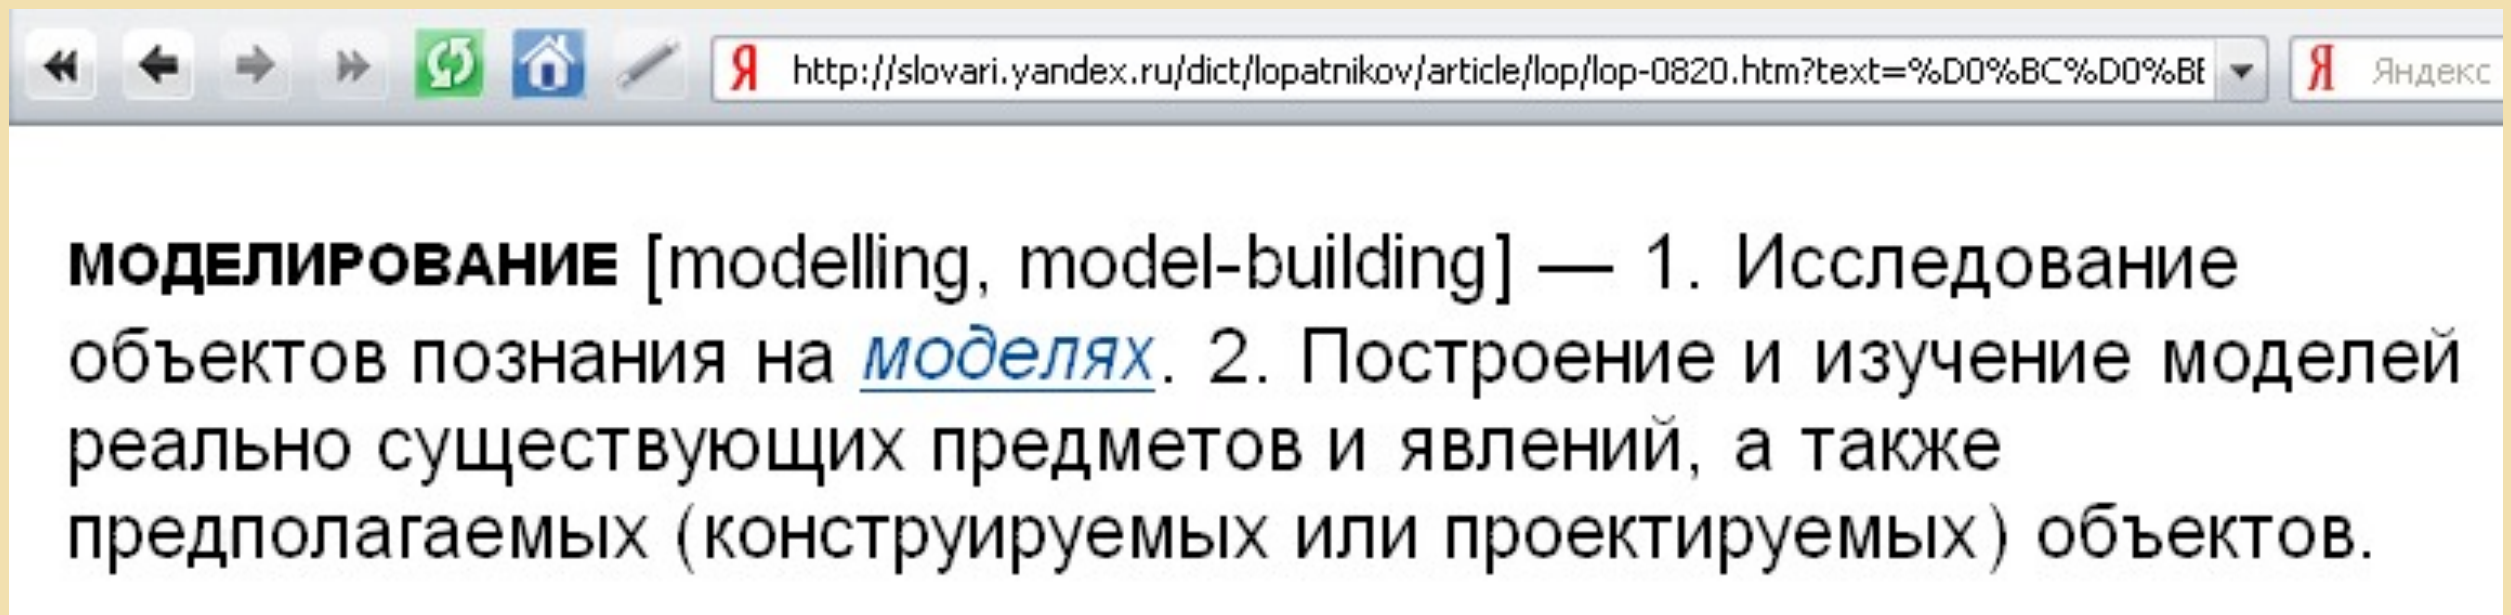 Я http://slovari.yandex.ru/dict/lopatnikov/article/lop/lop-0820.htm?text=%D0%BC%D0%BE Я Яндекс
МОДЕЛИРОВАНИЕ [modelling, model-building] — 1. Исследование
объектов познания на моделях. 2. Построение и изучение моделей
реально существующих предметов и явлений, а также
предполагаемых (конструируемых или проектируемых) объектов.